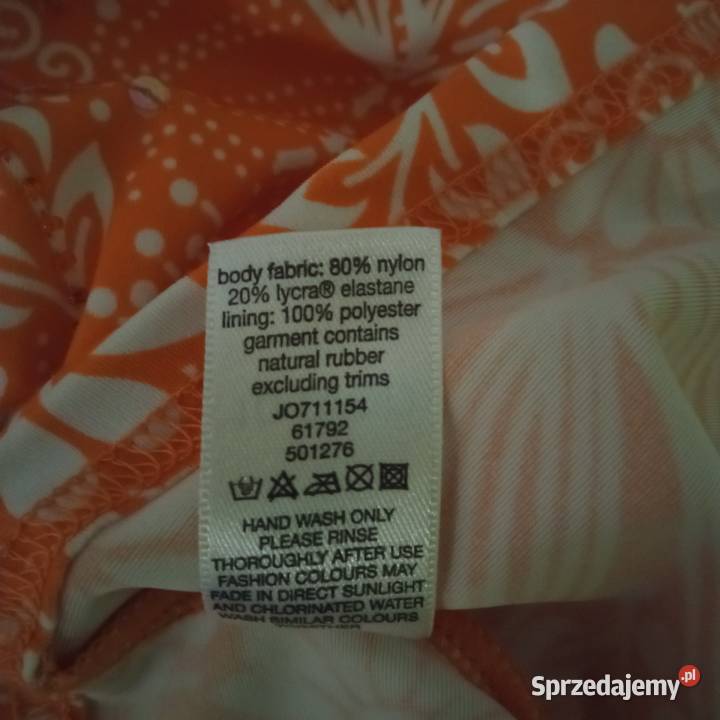 body fabric: 80% nylon
20% lycra® elastane
lining: 100% polyester
garment contains
natural rubber
excluding trims
JO711154
61792
501276
HAND WASH ONLY
PLEASE RINSE
THOROUGHLY AFTER USE
FASHION COLOURS MAY
FADE IN DIRECT SUNLIGHT
AND CHLORINATED WATER
WASH SIMILAR COLOURS
Sprzedajemy.pl